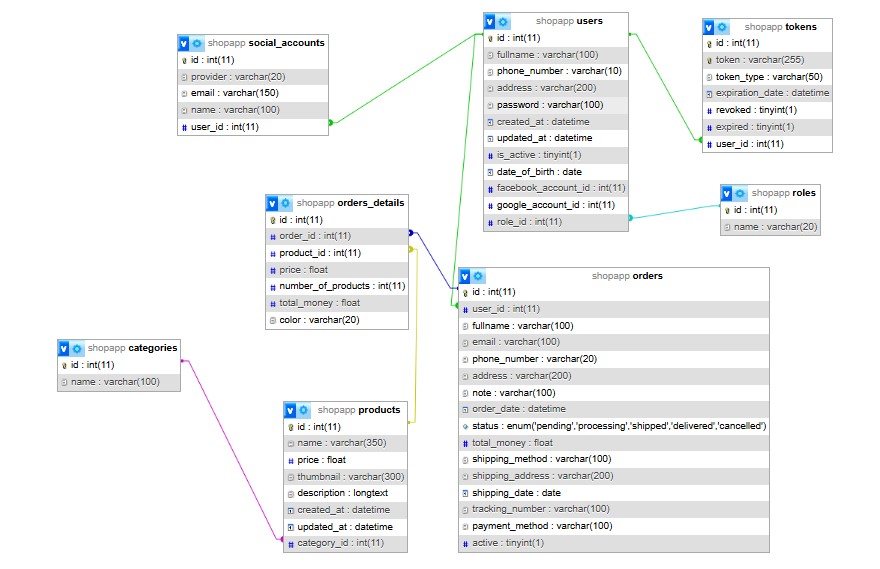 shopapp social_accounts
id : int(11)
provider : varchar(20)
email : varchar(150)
name : varchar(100)
user_id : int(11)
shopapp users
id : int(11)
fullname : varchar(100)
phone_number : varchar(10)
address : varchar(200)
password : varchar(100)
created_at : datetime
updated_at : datetime
is_active : tinyint(1)
date_of_birth : date
facebook_account_id : int(11)
google_account_id : int(11)
role_id : int(11)
shopapp tokens
id : int(11)
token : varchar(255)
token_type : varchar(50)
expiration_date : datetime
revoked : tinyint(1)
expired : tinyint(1)
user_id : int(11)
shopapp roles
id : int(11)
name : varchar(20)
shopapp orders_details
id : int(11)
order_id : int(11)
product_id : int(11)
price : float
number_of_products : int(11)
total_money : float
color : varchar(20)
shopapp orders
id : int(11)
user_id : int(11)
fullname : varchar(100)
email : varchar(100)
phone_number : varchar(20)
address : varchar(200)
note : varchar(100)
order_date : datetime
status : enum('pending','processing','shipped','delivered','cancelled')
total_money : float
shipping_method : varchar(100)
shipping_address : varchar(200)
shipping_date : date
tracking_number : varchar(100)
payment_method : varchar(100)
active : tinyint(1)
shopapp categories
id : int(11)
name : varchar(100)
shopapp products
id : int(11)
name : varchar(350)
price : float
thumbnail : varchar(300)
description : longtext
created_at : datetime
updated_at : datetime
category_id : int(11)